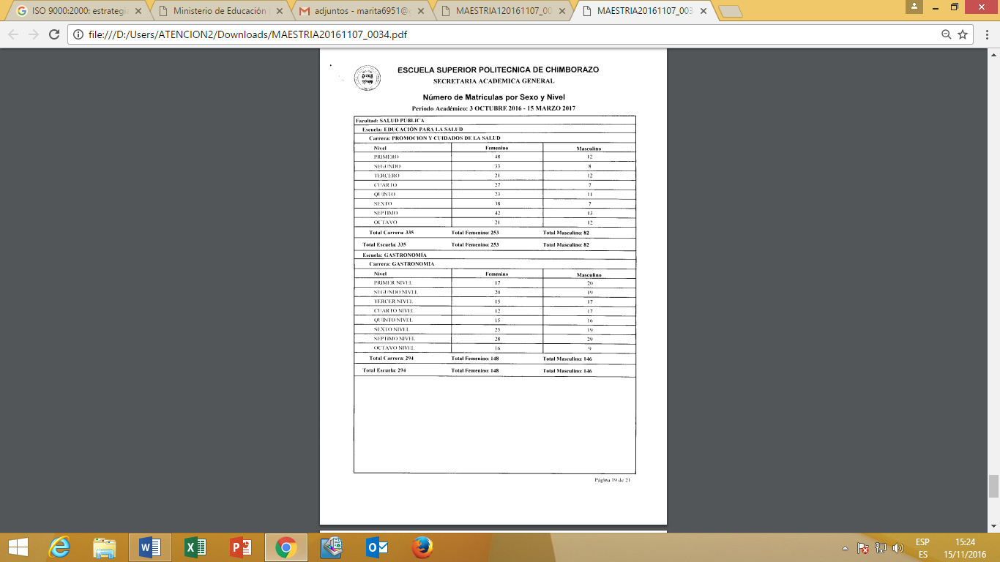 ISO 9000:2000: estrategi
Ministerio de Educación
adjuntos - marita6951@
MAESTRIA120161107_00
MAESTRIA20161107_003
file:///D:/Users/ATENCION2/Downloads/MAESTRIA20161107_0034.pdf
ESCUELA SUPERIOR POLITECNICA DE CHIMBORAZO
SECRETARIA ACADEMICA GENERAL
Número de Matrículas por Sexo y Nivel
Período Académico: 3 OCTUBRE 2016 - 15 MARZO 2017
Facultad: SALUD PÚBLICA
Escuela: EDUCACIÓN PARA LA SALUD
Carrera: PROMOCION Y CUIDADOS DE LA SALUD
Nivel Femenino Masculino
PRIMERO 48 12
SEGUNDO 33 8
TERCERO 21 12
CUARTO 27 7
QUINTO 23 11
SEXTO 38 7
SEPTIMO 42 13
OCTAVO 21 12
Total Carrera: 335 Total Femenino: 253 Total Masculino: 82
Total Escuela: 335 Total Femenino: 253 Total Masculino: 82
Escuela: GASTRONOMÍA
Carrera: GASTRONOMIA
Nivel Femenino Masculino
PRIMER NIVEL 17 20
SEGUNDO NIVEL 20 19
TERCER NIVEL 15 17
CUARTO NIVEL 12 17
QUINTO NIVEL 15 16
SEXTO NIVEL 25 19
SEPTIMO NIVEL 28 29
OCTAVO NIVEL 16 9
Total Carrera: 294 Total Femenino: 148 Total Masculino: 146
Total Escuela: 294 Total Femenino: 148 Total Masculino: 146
Página 19 de 21
ESP 15:24
ES 15/11/2016